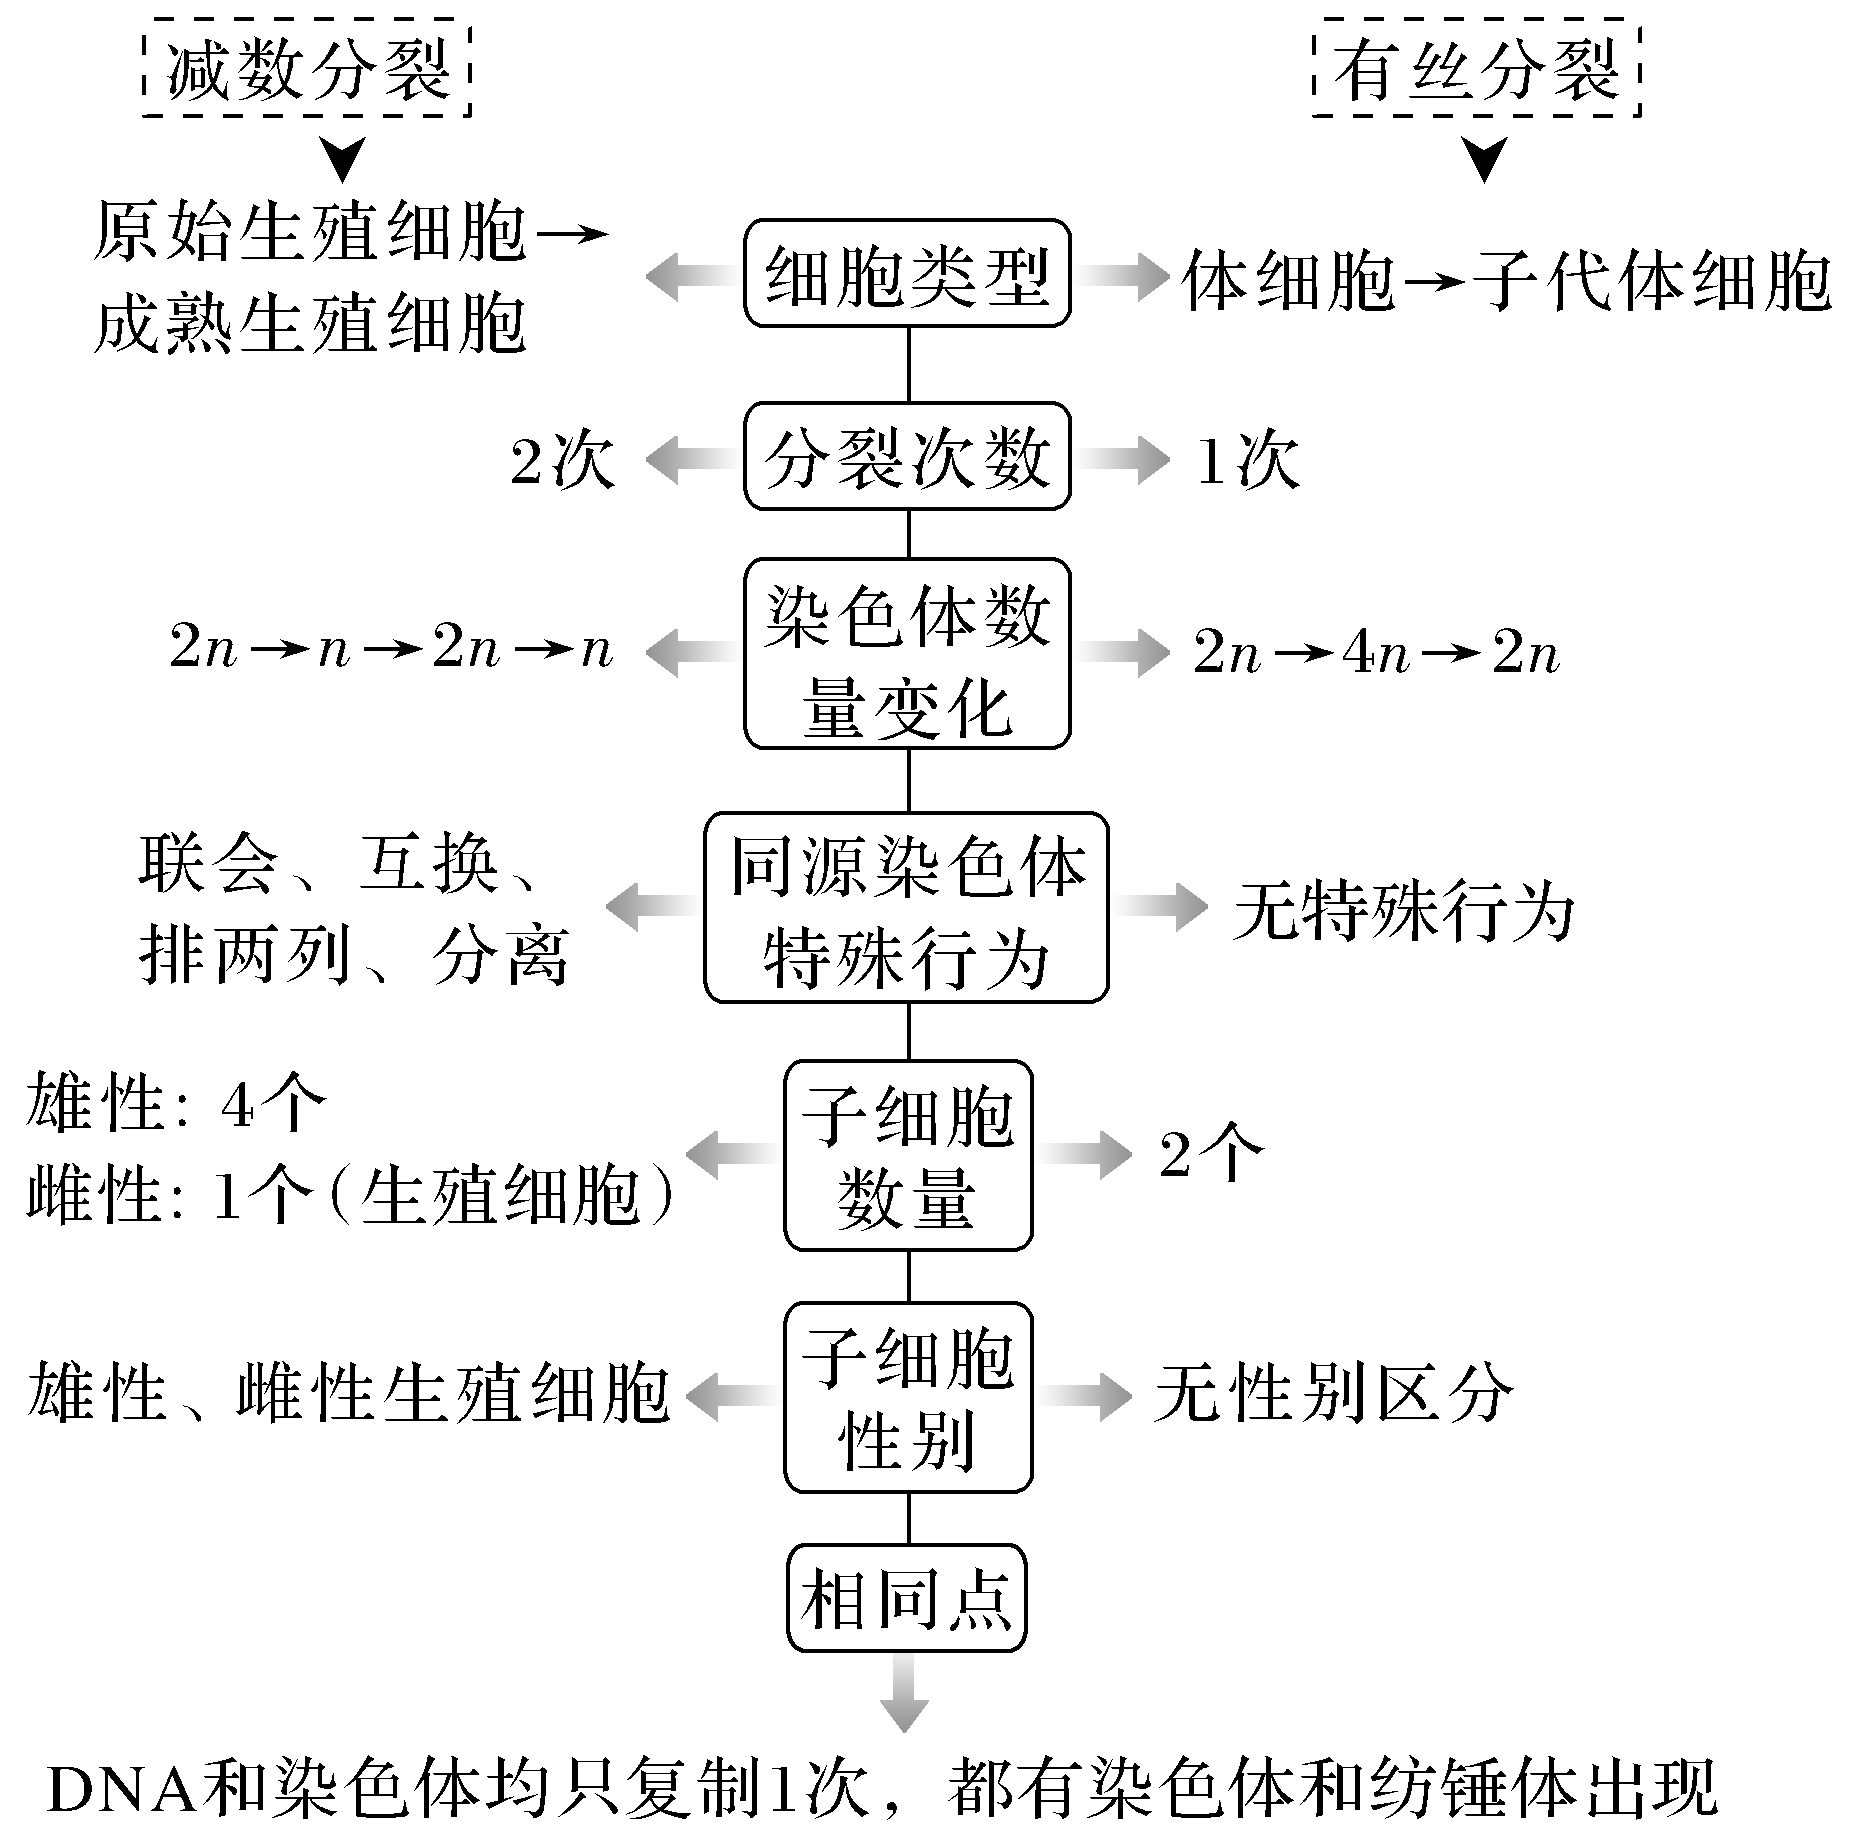 减数分裂
有丝分裂
原始生殖细胞→
成熟生殖细胞
细胞类型
体细胞→子代体细胞
2次
分裂次数
1次
2n→n→2n→n
染色体数
量变化
2n→4n→2n
联会、互换、
排两列、分离
同源染色体
特殊行为
无特殊行为
雄性:4个
雌性:1个(生殖细胞)
子细胞
数量
2个
雄性、雌性生殖细胞
子细胞
性别
无性别区分
相同点
DNA和染色体均只复制1次，都有染色体和纺锤体出现